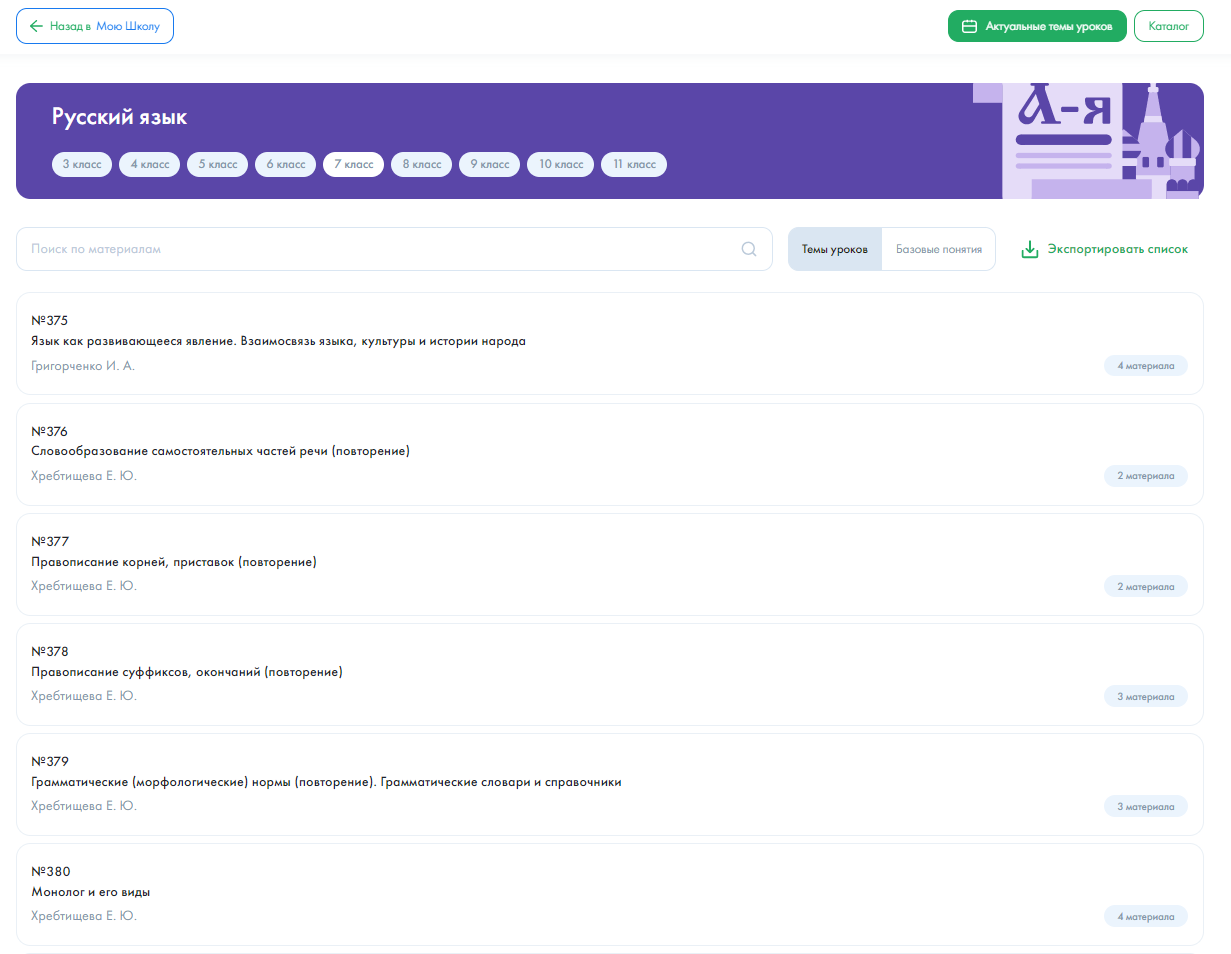 Назад в Мою Школу
Актуальные темы уроков
Каталог
Русский язык
А-Я
3 класс 4 класс 5 класс 6 класс 7 класс 8 класс 9 класс 10 класс 11 класс
Поиск по материалам
Темы уроков
Базовые понятия
Экспортировать список
№375
Язык как развивающееся явление. Взаимосвязь языка, культуры и истории народа
Григорченко И. А.
4 материала
№376
Словообразование самостоятельных частей речи (повторение)
Хребтищева Е. Ю.
2 материала
№377
Правописание корней, приставок (повторение)
Хребтищева Е. Ю.
2 материала
№378
Правописание суффиксов, окончаний (повторение)
Хребтищева Е. Ю.
3 материала
№379
Грамматические (морфологические) нормы (повторение). Грамматические словари и справочники
Хребтищева Е. Ю.
3 материала
№380
Монолог и его виды
Хребтищева Е. Ю.
4 материала